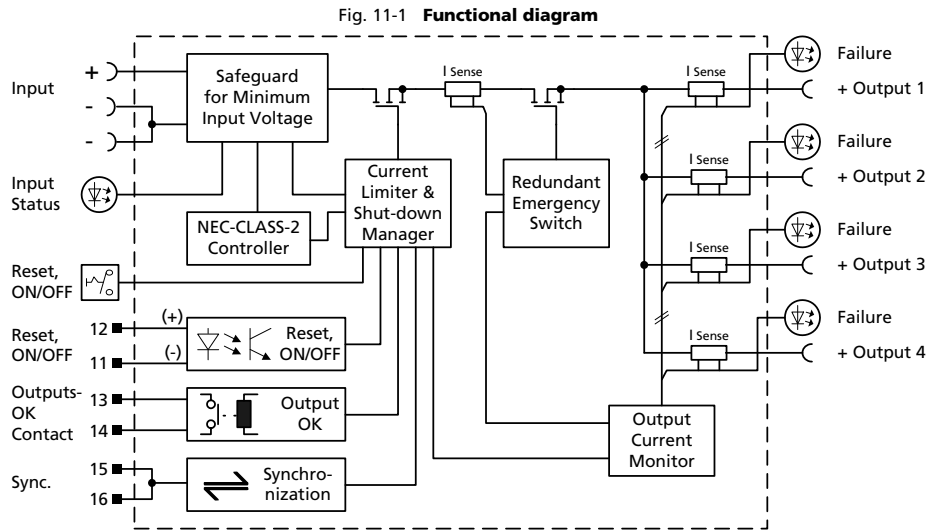 Fig. 11-1 Functional diagram
Input
+
-
-
Safeguard
for Minimum
Input Voltage
I Sense
I Sense
Failure
+ Output 1
Failure
I Sense
+ Output 2
Input
Status
NEC-CLASS-2
Controller
Current
Limiter &
Shut-down
Manager
Redundant
Emergency
Switch
Failure
I Sense
+ Output 3
Reset,
ON/OFF
Failure
I Sense
+ Output 4
Reset,
ON/OFF
12
(+)
11
(-)
Reset,
ON/OFF
Outputs-
OK
Contact
13
14
Output
OK
Output
Current
Monitor
Sync.
15
16
Synchro-
nization